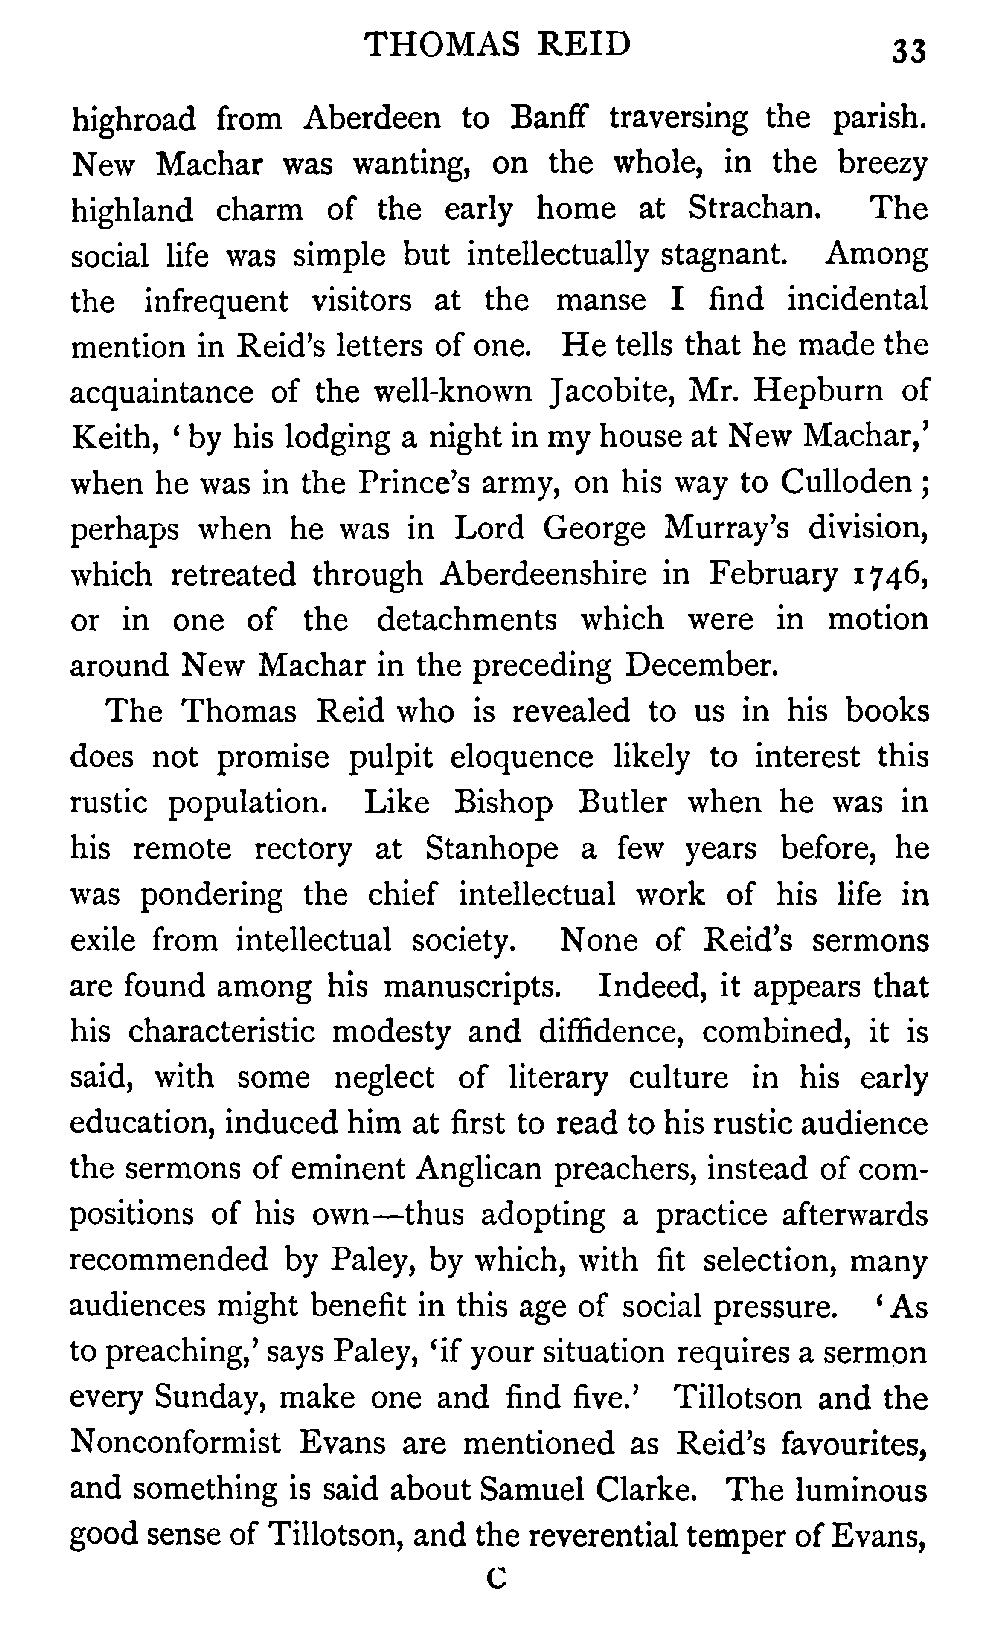 THOMAS REID 33
highroad from Aberdeen to Banff traversing the parish.
New Machar was wanting, on the whole, in the breezy
highland charm of the early home at Strachan. The
social life was simple but intellectually stagnant. Among
the infrequent visitors at the manse I find incidental
mention in Reid's letters of one. He tells that he made the
acquaintance of the well-known Jacobite, Mr. Hepburn of
Keith, ‘ by his lodging a night in my house at New Machar,’
when he was in the Prince's army, on his way to Culloden ;
perhaps when he was in Lord George Murray's division,
which retreated through Aberdeenshire in February 1746,
or in one of the detachments which were in motion
around New Machar in the preceding December.
The Thomas Reid who is revealed to us in his books
does not promise pulpit eloquence likely to interest this
rustic population. Like Bishop Butler when he was in
his remote rectory at Stanhope a few years before, he
was pondering the chief intellectual work of his life in
exile from intellectual society. None of Reid's sermons
are found among his manuscripts. Indeed, it appears that
his characteristic modesty and diffidence, combined, it is
said, with some neglect of literary culture in his early
education, induced him at first to read to his rustic audience
the sermons of eminent Anglican preachers, instead of com-
positions of his own—thus adopting a practice afterwards
recommended by Paley, by which, with fit selection, many
audiences might benefit in this age of social pressure. ‘ As
to preaching,’ says Paley, ‘if your situation requires a sermon
every Sunday, make one and find five.’ Tillotson and the
Nonconformist Evans are mentioned as Reid's favourites,
and something is said about Samuel Clarke. The luminous
good sense of Tillotson, and the reverential temper of Evans,
C